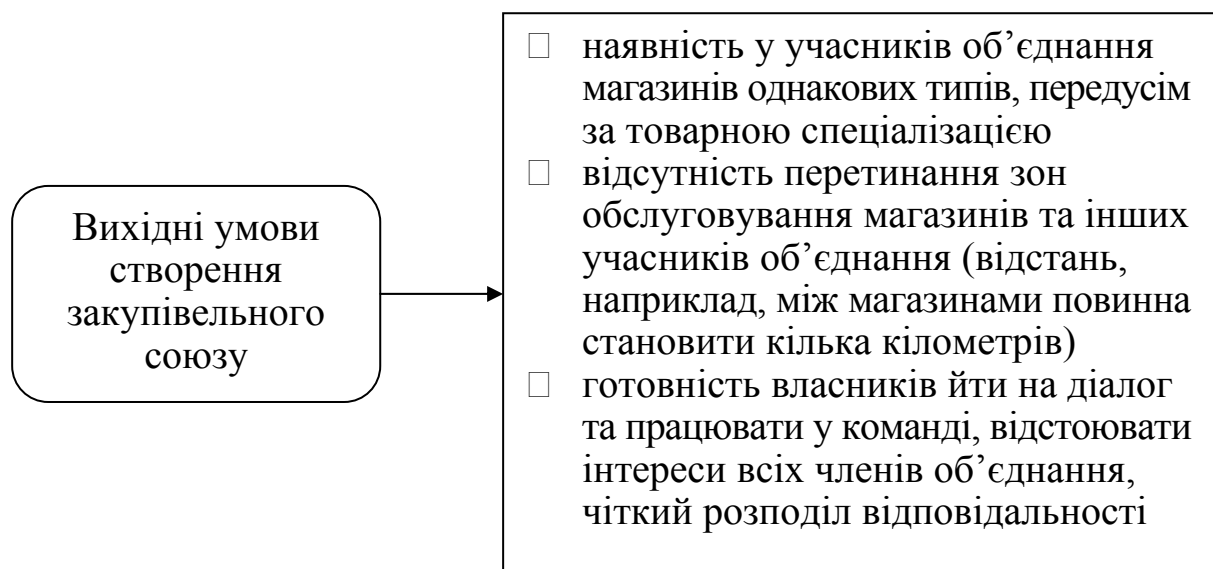 Вихідні умови
створення
закупівельного
союзу
□ наявність у учасників об’єднання
магазинів однакових типів, передусім
за товарною спеціалізацією
□ відсутність перетинання зон
обслуговування магазинів та інших
учасників об’єднання (відстань,
наприклад, між магазинами повинна
становити кілька кілометрів)
□ готовність власників йти на діалог
та працювати у команді, відстоювати
інтереси всіх членів об’єднання,
чіткий розподіл відповідальності